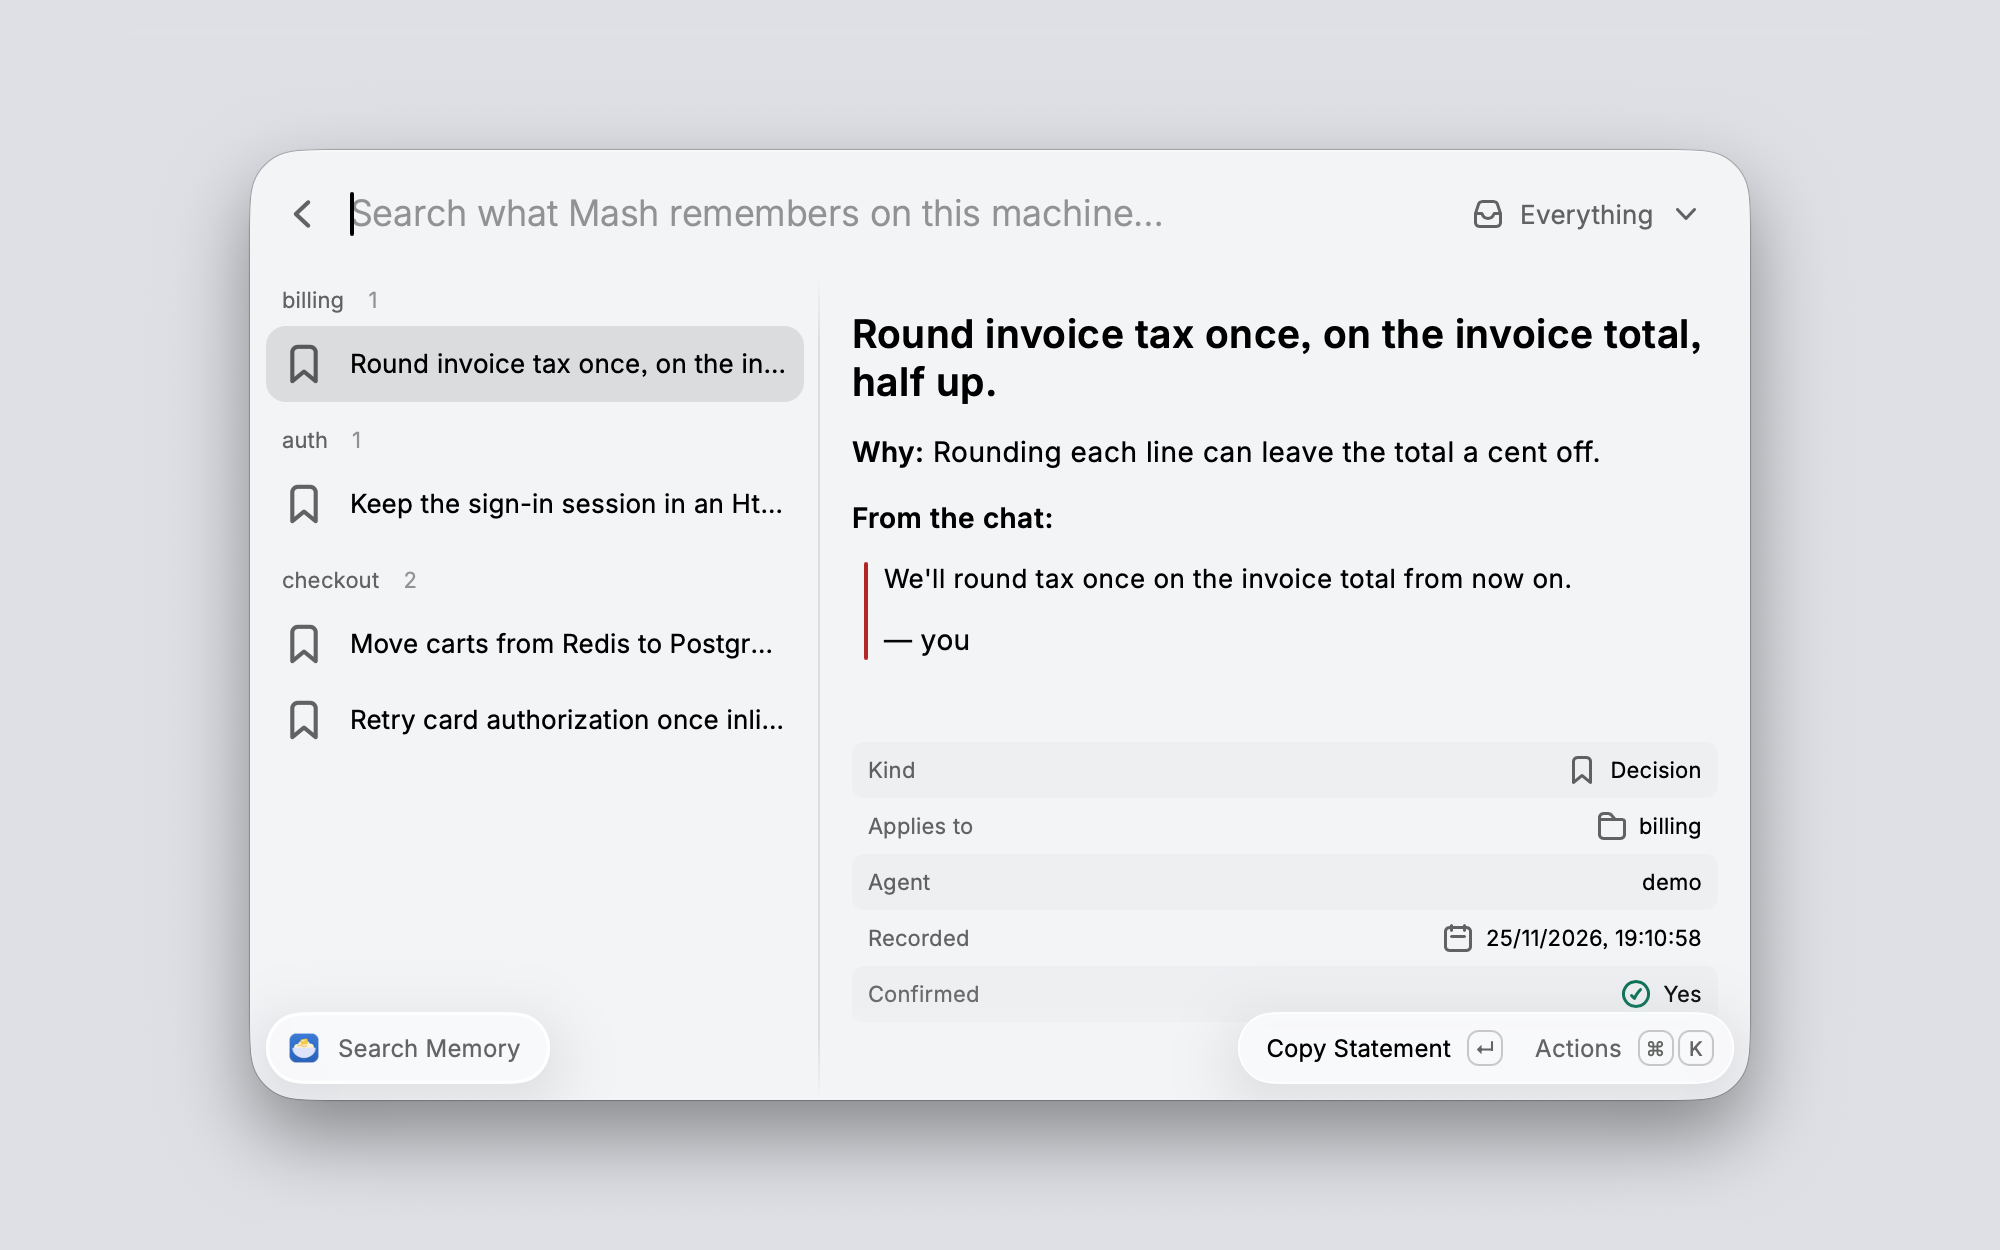 Search what Mash remembers on this machine...
Everything
billing 1
Round invoice tax once, on the in...
auth 1
Keep the sign-in session in an Ht...
checkout 2
Move carts from Redis to Postgr...
Retry card authorization once inli...
Round invoice tax once, on the invoice total,
half up.
Why: Rounding each line can leave the total a cent off.
From the chat:
We'll round tax once on the invoice total from now on.
— you
Kind Decision
Applies to billing
Agent demo
Recorded 25/11/2026, 19:10:58
Confirmed Yes
Search Memory
Copy Statement ↵ Actions ⌘ K